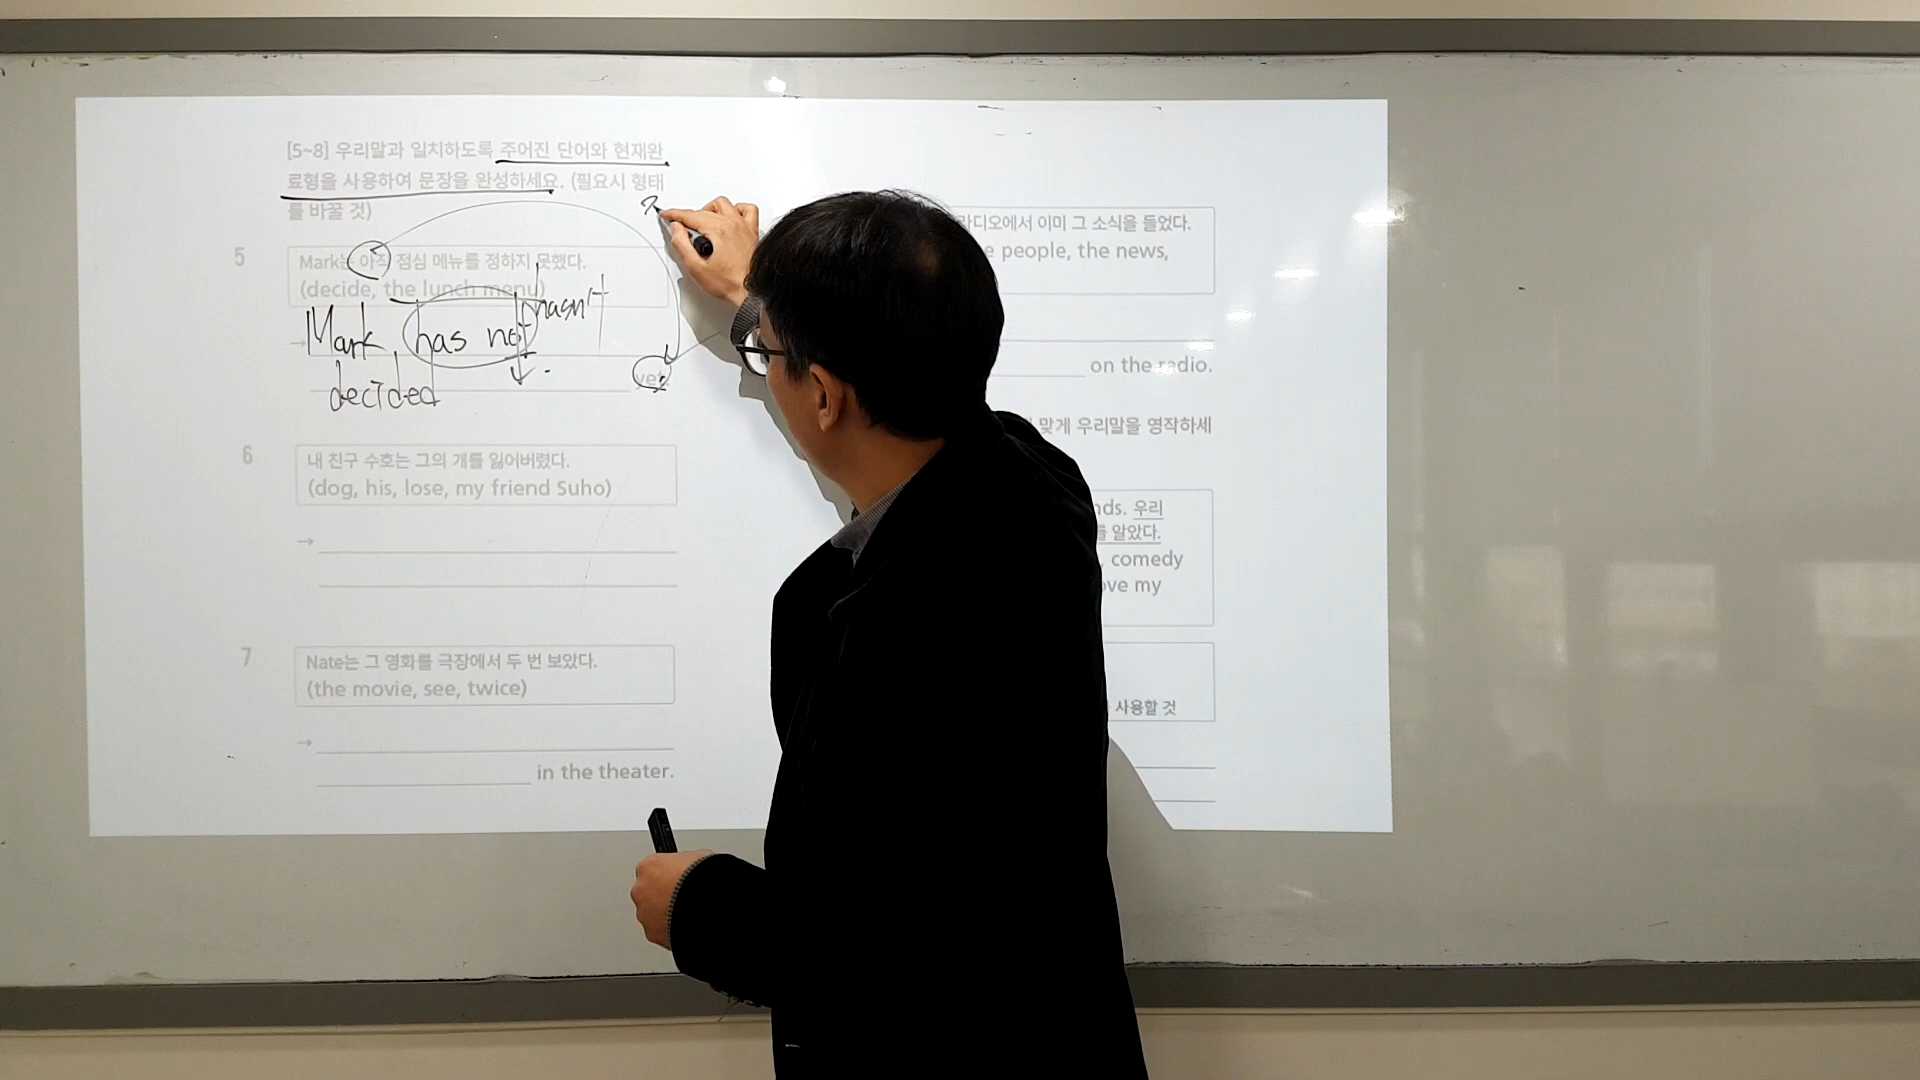 [5~8] 우리말과 일치하도록 주어진 단어와 현재완
료형을 사용하여 문장을 완성하세요. (필요시 형태
를 바꿀 것)
5
Mark는 아직 점심 메뉴를 정하지 못했다.
(decide, the lunch menu)
hasn't
→ Mark has not
decided
yet.
6
내 친구 수호는 그의 개를 잃어버렸다.
(dog, his, lose, my friend Suho)
→
7
Nate는 그 영화를 극장에서 두 번 보았다.
(the movie, see, twice)
→
in the theater.
라디오에서 이미 그 소식을 들었다.
people, the news,
on the radio.
맞게 우리말을 영작하세
우리
를 알았다.
, comedy
my
사용할 것